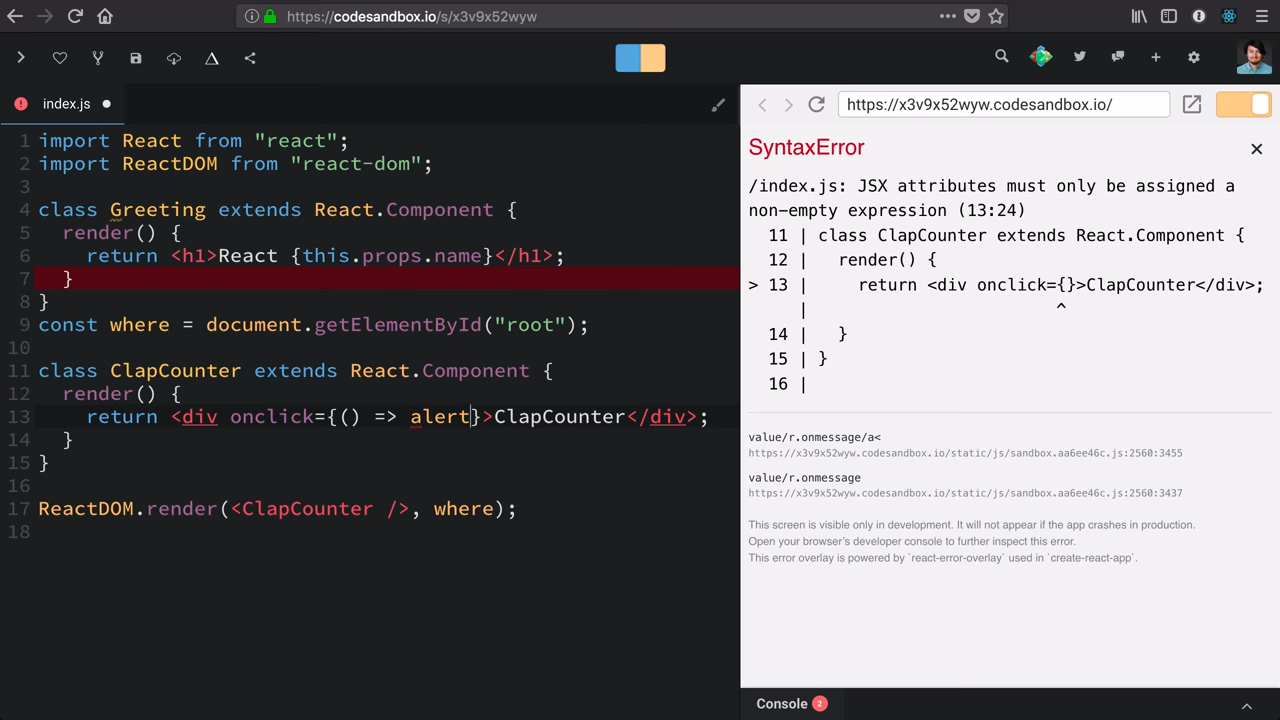 https://codesandbox.io/s/x3v9x52wyw
index.js
1 import React from "react";
2 import ReactDOM from "react-dom";
3
4 class Greeting extends React.Component {
5   render() {
6     return <h1>React {this.props.name}</h1>;
7   }
8 }
9 const where = document.getElementById("root");
10
11 class ClapCounter extends React.Component {
12   render() {
13     return <div onclick={() => alert}>ClapCounter</div>;
14   }
15 }
16
17 ReactDOM.render(<ClapCounter />, where);
18
https://x3v9x52wyw.codesandbox.io/
SyntaxError
/index.js: JSX attributes must only be assigned a
non-empty expression (13:24)
  11 | class ClapCounter extends React.Component {
  12 |   render() {
> 13 |     return <div onclick={}>ClapCounter</div>;
     |                         ^
  14 |   }
  15 | }
  16 |
value/r.onmessage/a<
https://x3v9x52wyw.codesandbox.io/static/js/sandbox.aa6ee46c.js:2560:3455
value/r.onmessage
https://x3v9x52wyw.codesandbox.io/static/js/sandbox.aa6ee46c.js:2560:3437
This screen is visible only in development. It will not appear if the app crashes in production.
Open your browser's developer console to further inspect this error.
This error overlay is powered by `react-error-overlay` used in `create-react-app`.
Console 2